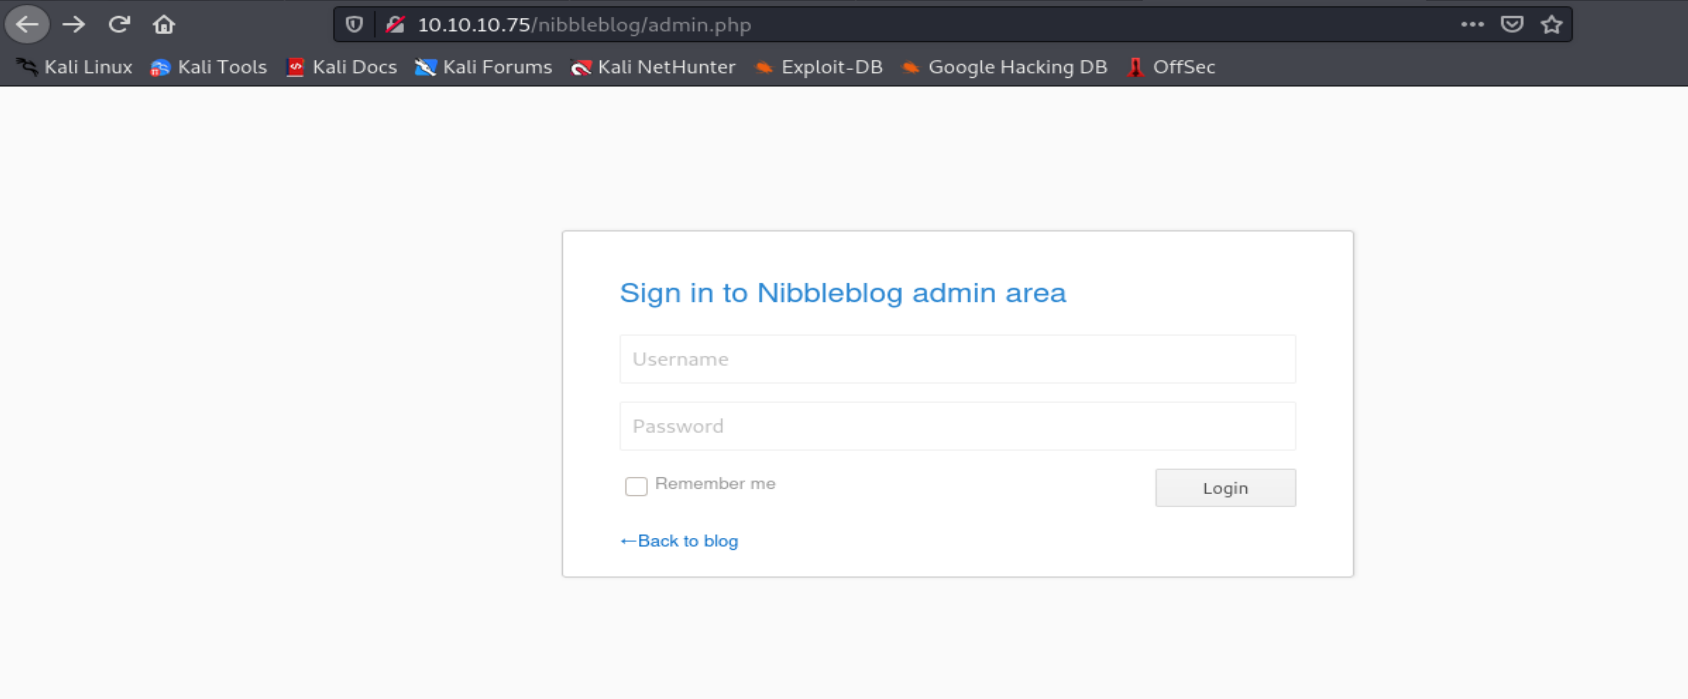 10.10.10.75/nibbleblog/admin.php
Kali Linux Kali Tools Kali Docs Kali Forums Kali NetHunter Exploit-DB Google Hacking DB OffSec
Sign in to Nibbleblog admin area
Username
Password
Remember me Login
←Back to blog